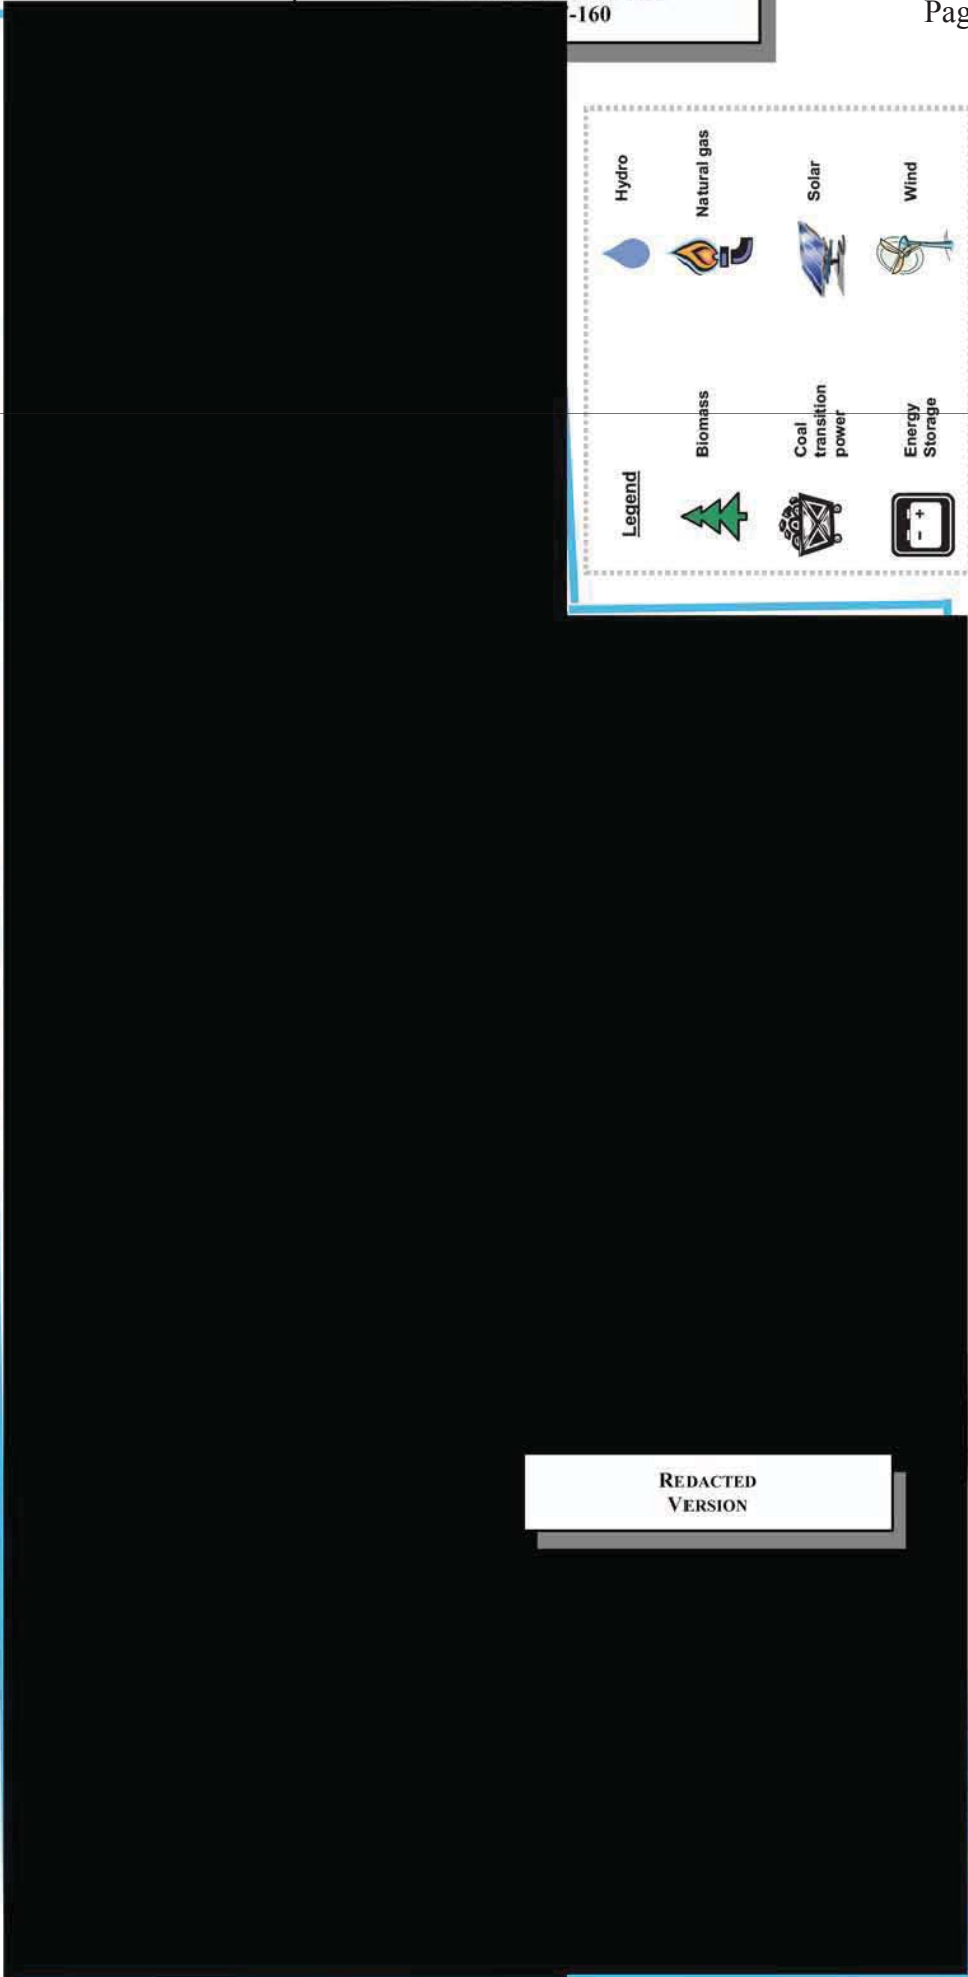 -160
Pag
Legend
Biomass
Coal
transition
power
Energy
Storage
Hydro
Natural gas
Solar
Wind
REDACTED
VERSION